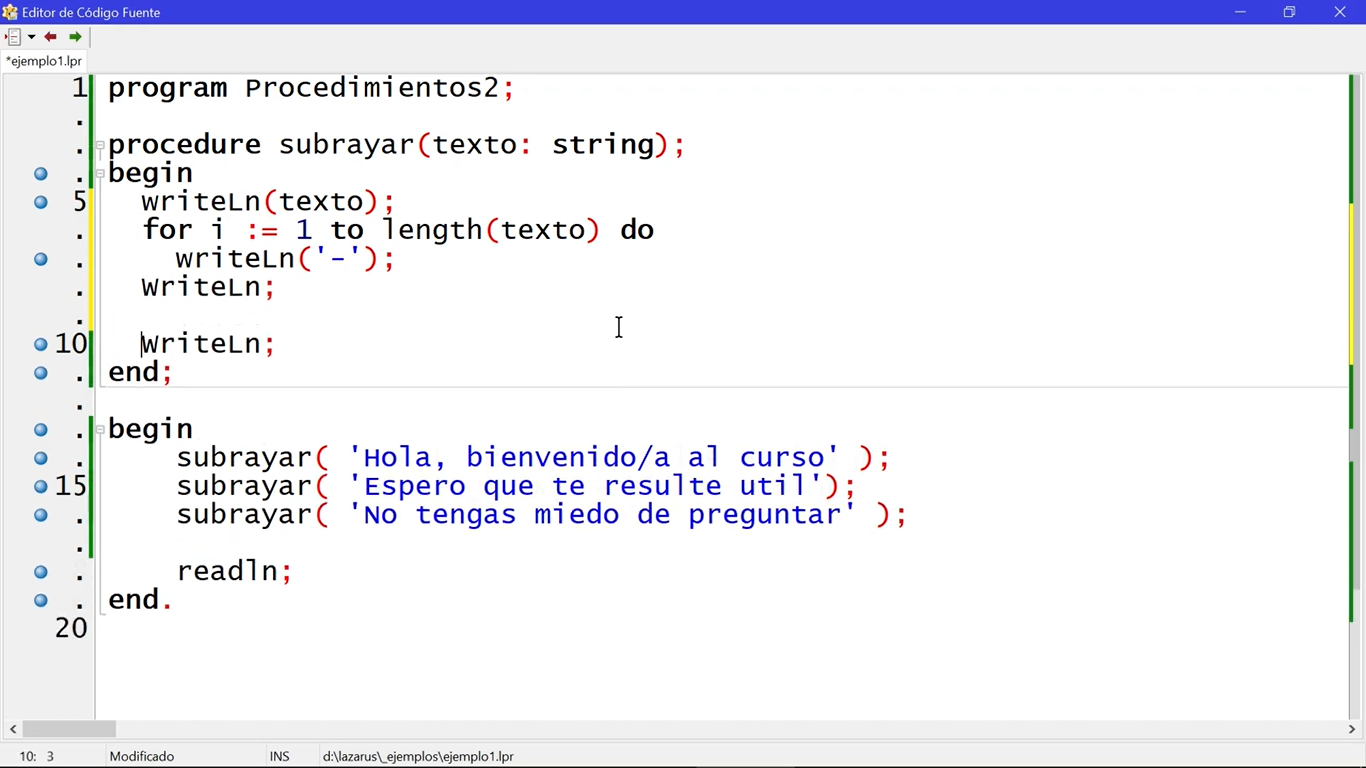 Editor de Código Fuente
*ejemplo1.lpr
1 program Procedimientos2;
.
. procedure subrayar(texto: string);
. begin
5 writeLn(texto);
. for i := 1 to length(texto) do
. writeLn('-');
. WriteLn;
.
10 WriteLn;
. end;
.
. begin
. subrayar( 'Hola, bienvenido/a al curso' );
15 subrayar( 'Espero que te resulte util');
. subrayar( 'No tengas miedo de preguntar' );
.
. readln;
. end.
20
10: 3 Modificado INS d:\lazarus\_ejemplos\ejemplo1.lpr